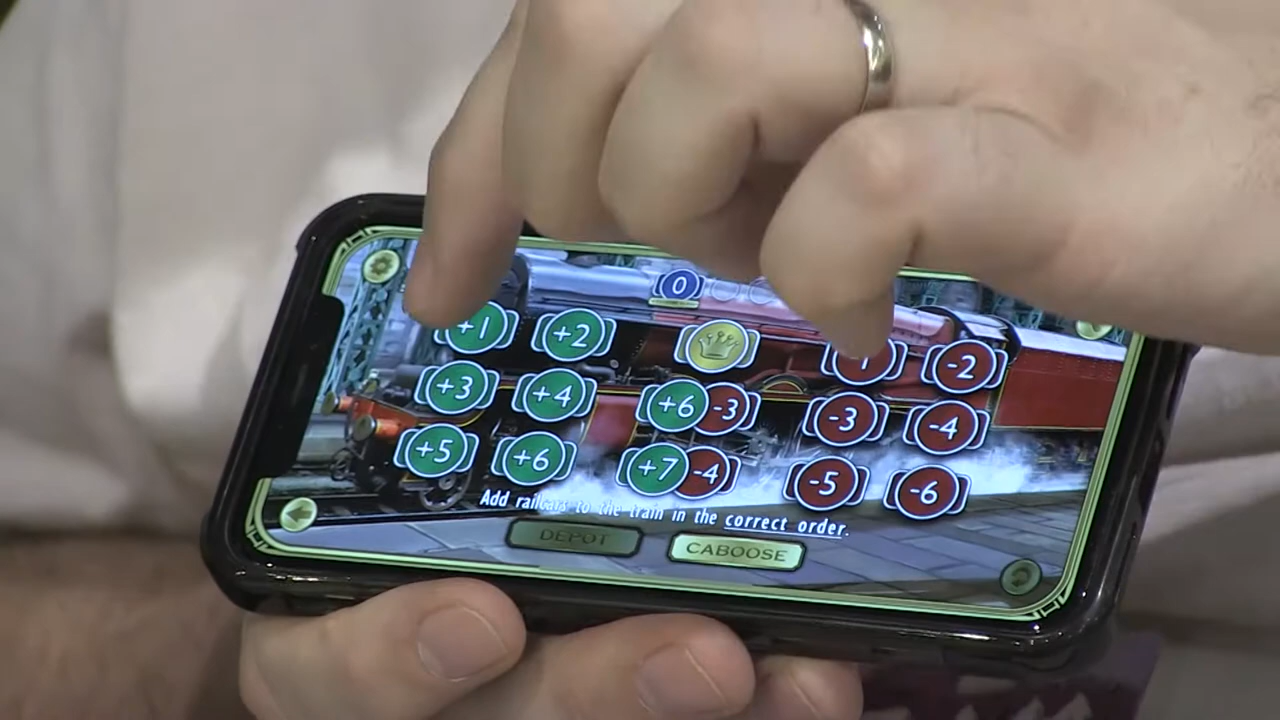 0
+1 +2 -2
+3 +4 +6 -3 -3 -4
+5 +6 +7 -4 -5 -6
Add railcars to the train in the correct order.
DEPOT CABOOSE